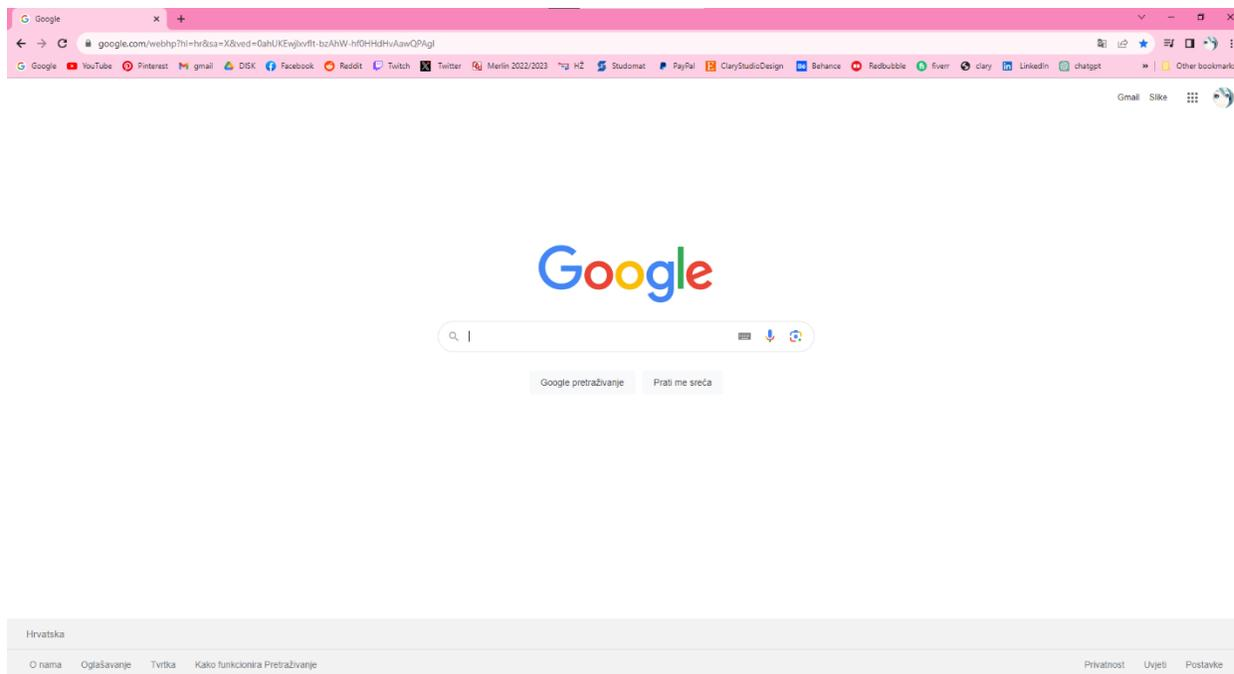 Google
google.com/webhp?hl=hr&sa=X&ved=0ahUKEwjlxvflt-bzAhW-hf0HHdHvAawQPAgI
Google YouTube Pinterest gmail DISK Facebook Reddit Twitch Twitter Merlin 2022/2023 HŽ Studomat PayPal ClaryStudioDesign Behance Redbubble fiverr clary LinkedIn chatgpt » Other bookmarks
Gmail Slike
Google
Google pretraživanje Prati me sreća
Hrvatska
O nama Oglašavanje Tvrtka Kako funkcionira Pretraživanje Privatnost Uvjeti Postavke